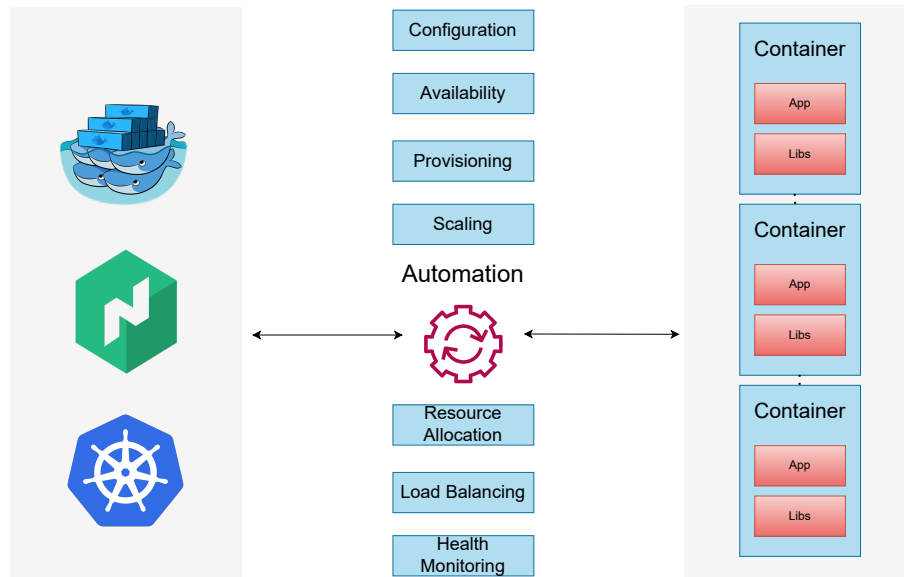 Configuration
Availability
Provisioning
Scaling
Automation
Resource
Allocation
Load Balancing
Health
Monitoring
Container
App
Libs
Container
App
Libs
Container
App
Libs